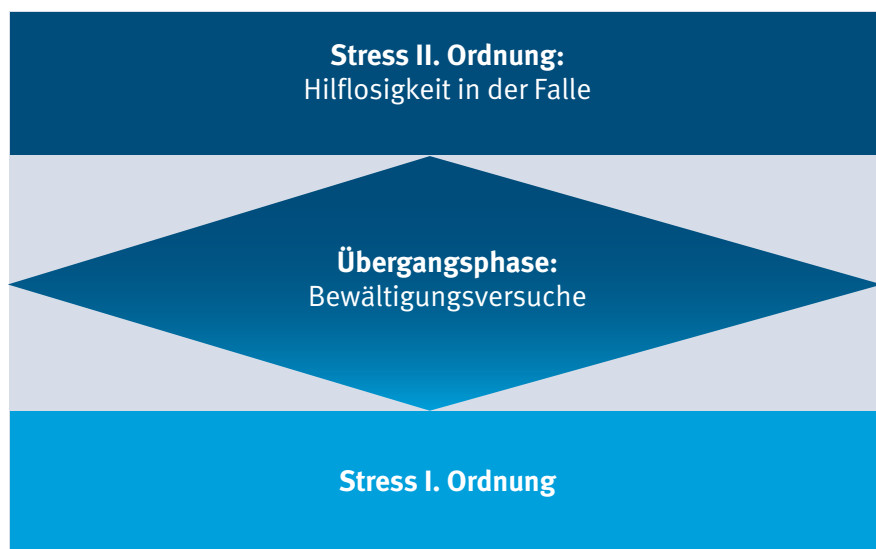 Stress II. Ordnung:
Hilflosigkeit in der Falle
Übergangsphase:
Bewältigungsversuche
Stress I. Ordnung